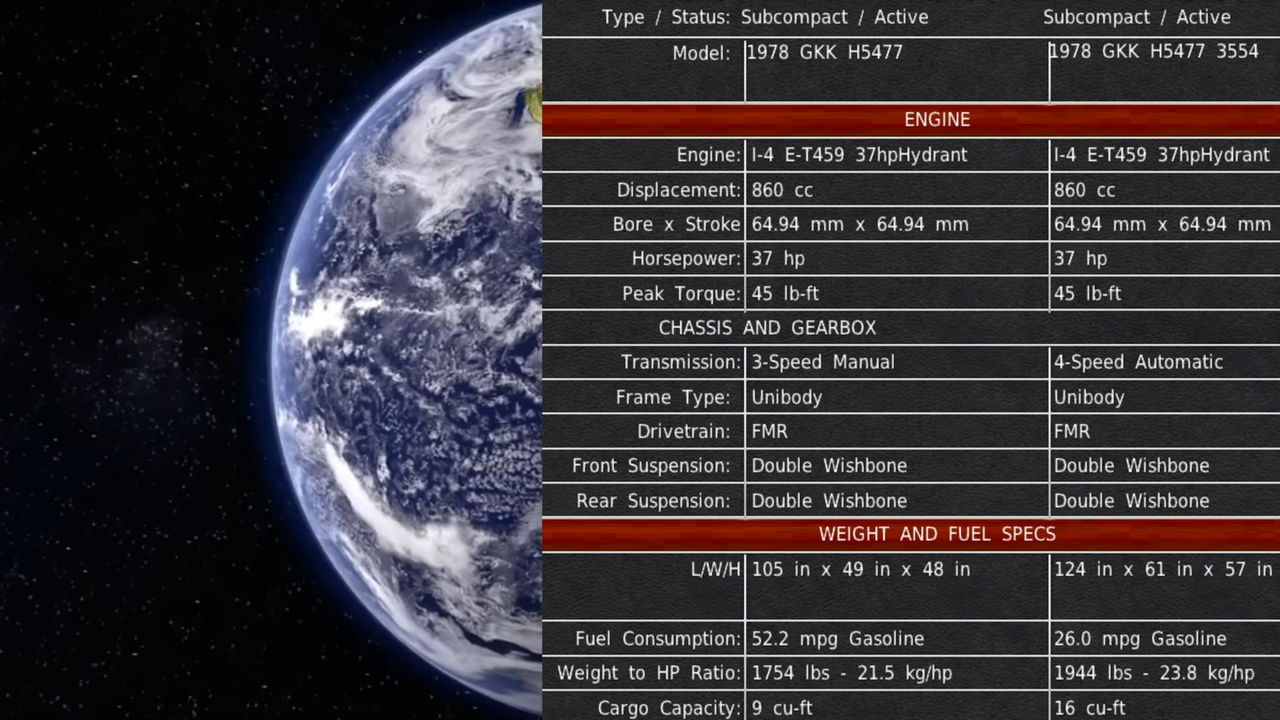 Type / Status: Subcompact / Active Subcompact / Active
Model: 1978 GKK H5477 1978 GKK H5477 3554
ENGINE
Engine: I-4 E-T459 37hpHydrant I-4 E-T459 37hpHydrant
Displacement: 860 cc 860 cc
Bore x Stroke 64.94 mm x 64.94 mm 64.94 mm x 64.94 mm
Horsepower: 37 hp 37 hp
Peak Torque: 45 lb-ft 45 lb-ft
CHASSIS AND GEARBOX
Transmission: 3-Speed Manual 4-Speed Automatic
Frame Type: Unibody Unibody
Drivetrain: FMR FMR
Front Suspension: Double Wishbone Double Wishbone
Rear Suspension: Double Wishbone Double Wishbone
WEIGHT AND FUEL SPECS
L/W/H 105 in x 49 in x 48 in 124 in x 61 in x 57 in
Fuel Consumption: 52.2 mpg Gasoline 26.0 mpg Gasoline
Weight to HP Ratio: 1754 lbs - 21.5 kg/hp 1944 lbs - 23.8 kg/hp
Cargo Capacity: 9 cu-ft 16 cu-ft